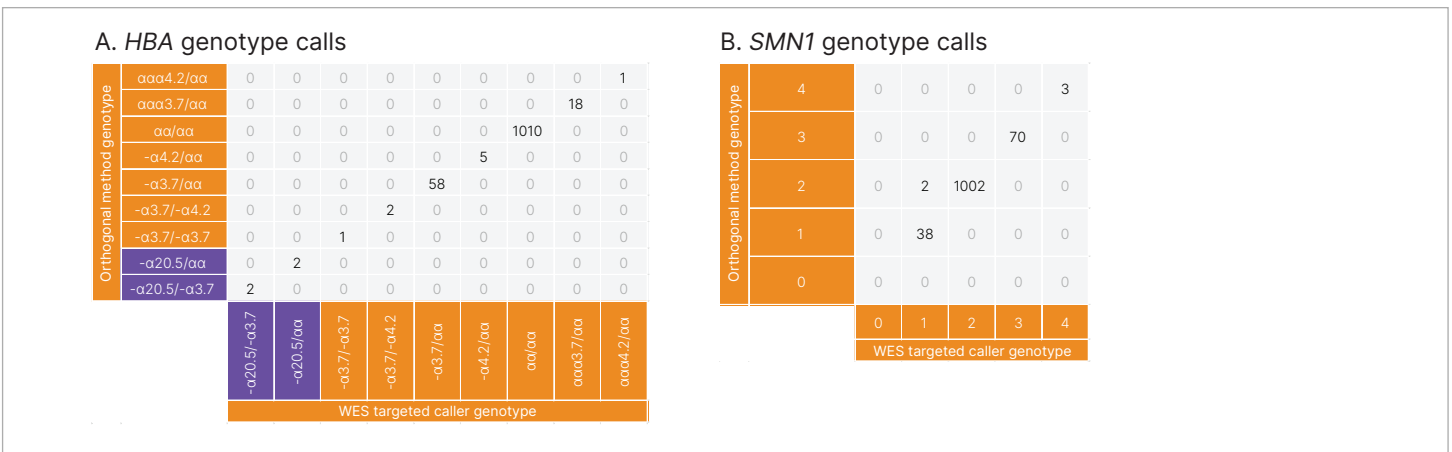 A. HBA genotype calls
Orthogonal method genotype
ααα4.2/αα 0 0 0 0 0 0 0 0 1
ααα3.7/αα 0 0 0 0 0 0 0 18 0
αα/αα 0 0 0 0 0 0 1010 0 0
-α4.2/αα 0 0 0 0 0 5 0 0 0
-α3.7/αα 0 0 0 0 58 0 0 0 0
-α3.7/-α4.2 0 0 0 2 0 0 0 0 0
-α3.7/-α3.7 0 0 1 0 0 0 0 0 0
-α20.5/αα 0 2 0 0 0 0 0 0 0
-α20.5/-α3.7 2 0 0 0 0 0 0 0 0
-α20.5/-α3.7 -α20.5/αα -α3.7/-α3.7 -α3.7/-α4.2 -α3.7/αα -α4.2/αα αα/αα ααα3.7/αα ααα4.2/αα
WES targeted caller genotype
B. SMN1 genotype calls
Orthogonal method genotype
4 0 0 0 0 3
3 0 0 0 70 0
2 0 2 1002 0 0
1 0 38 0 0 0
0 0 0 0 0 0
0 1 2 3 4
WES targeted caller genotype